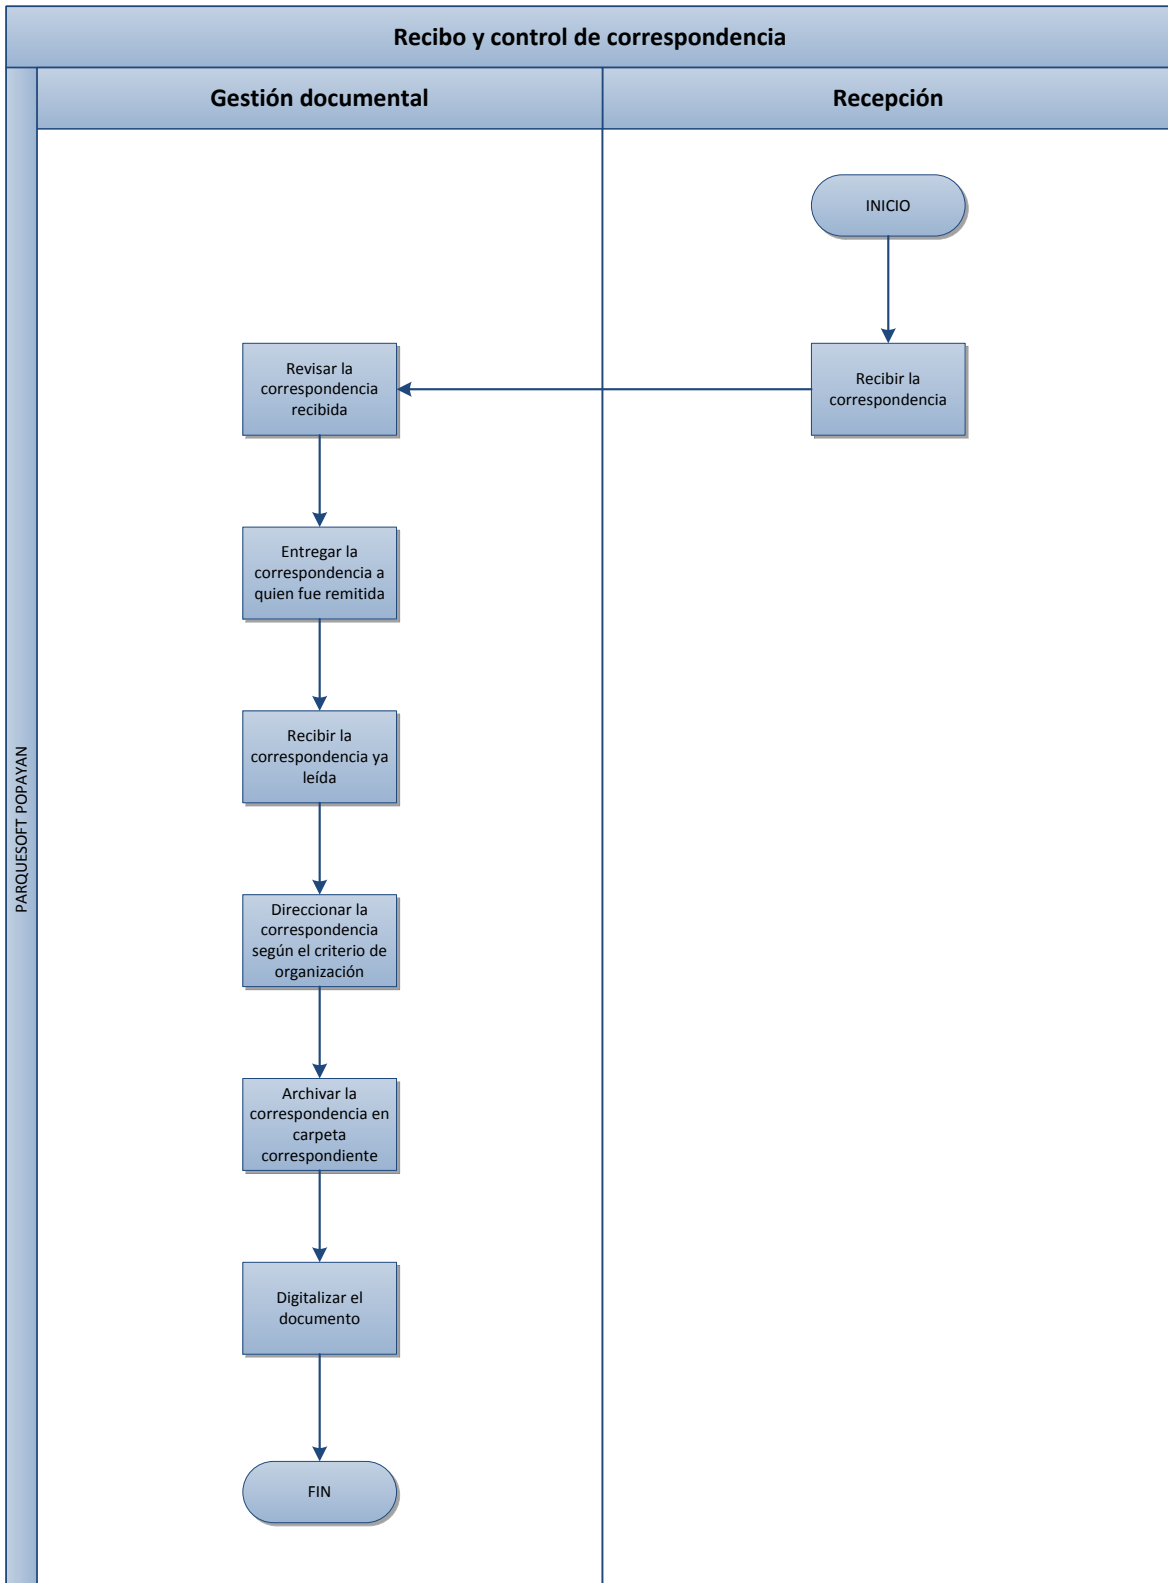 Recibo y control de correspondencia
Gestión documental
Recepción
PARQUESOFT POPAYAN
INICIO
Recibir la
correspondencia
Revisar la
correspondencia
recibida
Entregar la
correspondencia a
quien fue remitida
Recibir la
correspondencia ya
leída
Direccionar la
correspondencia
según el criterio de
organización
Archivar la
correspondencia en
carpeta
correspondiente
Digitalizar el
documento
FIN